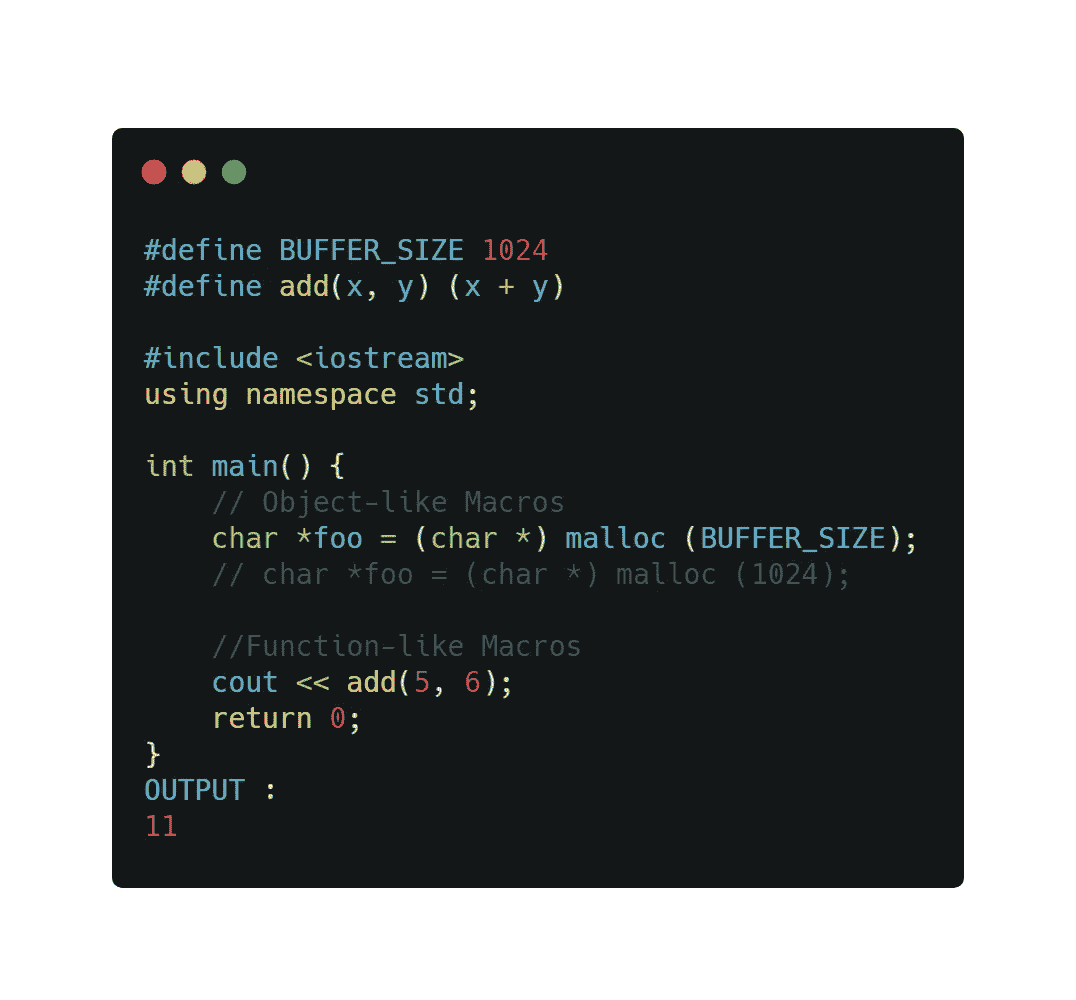 #define BUFFER_SIZE 1024
#define add(x, y) (x + y)

#include <iostream>
using namespace std;

int main() {
    // Object-like Macros
    char *foo = (char *) malloc (BUFFER_SIZE);
    // char *foo = (char *) malloc (1024);

    //Function-like Macros
    cout << add(5, 6);
    return 0;
}
OUTPUT :
11